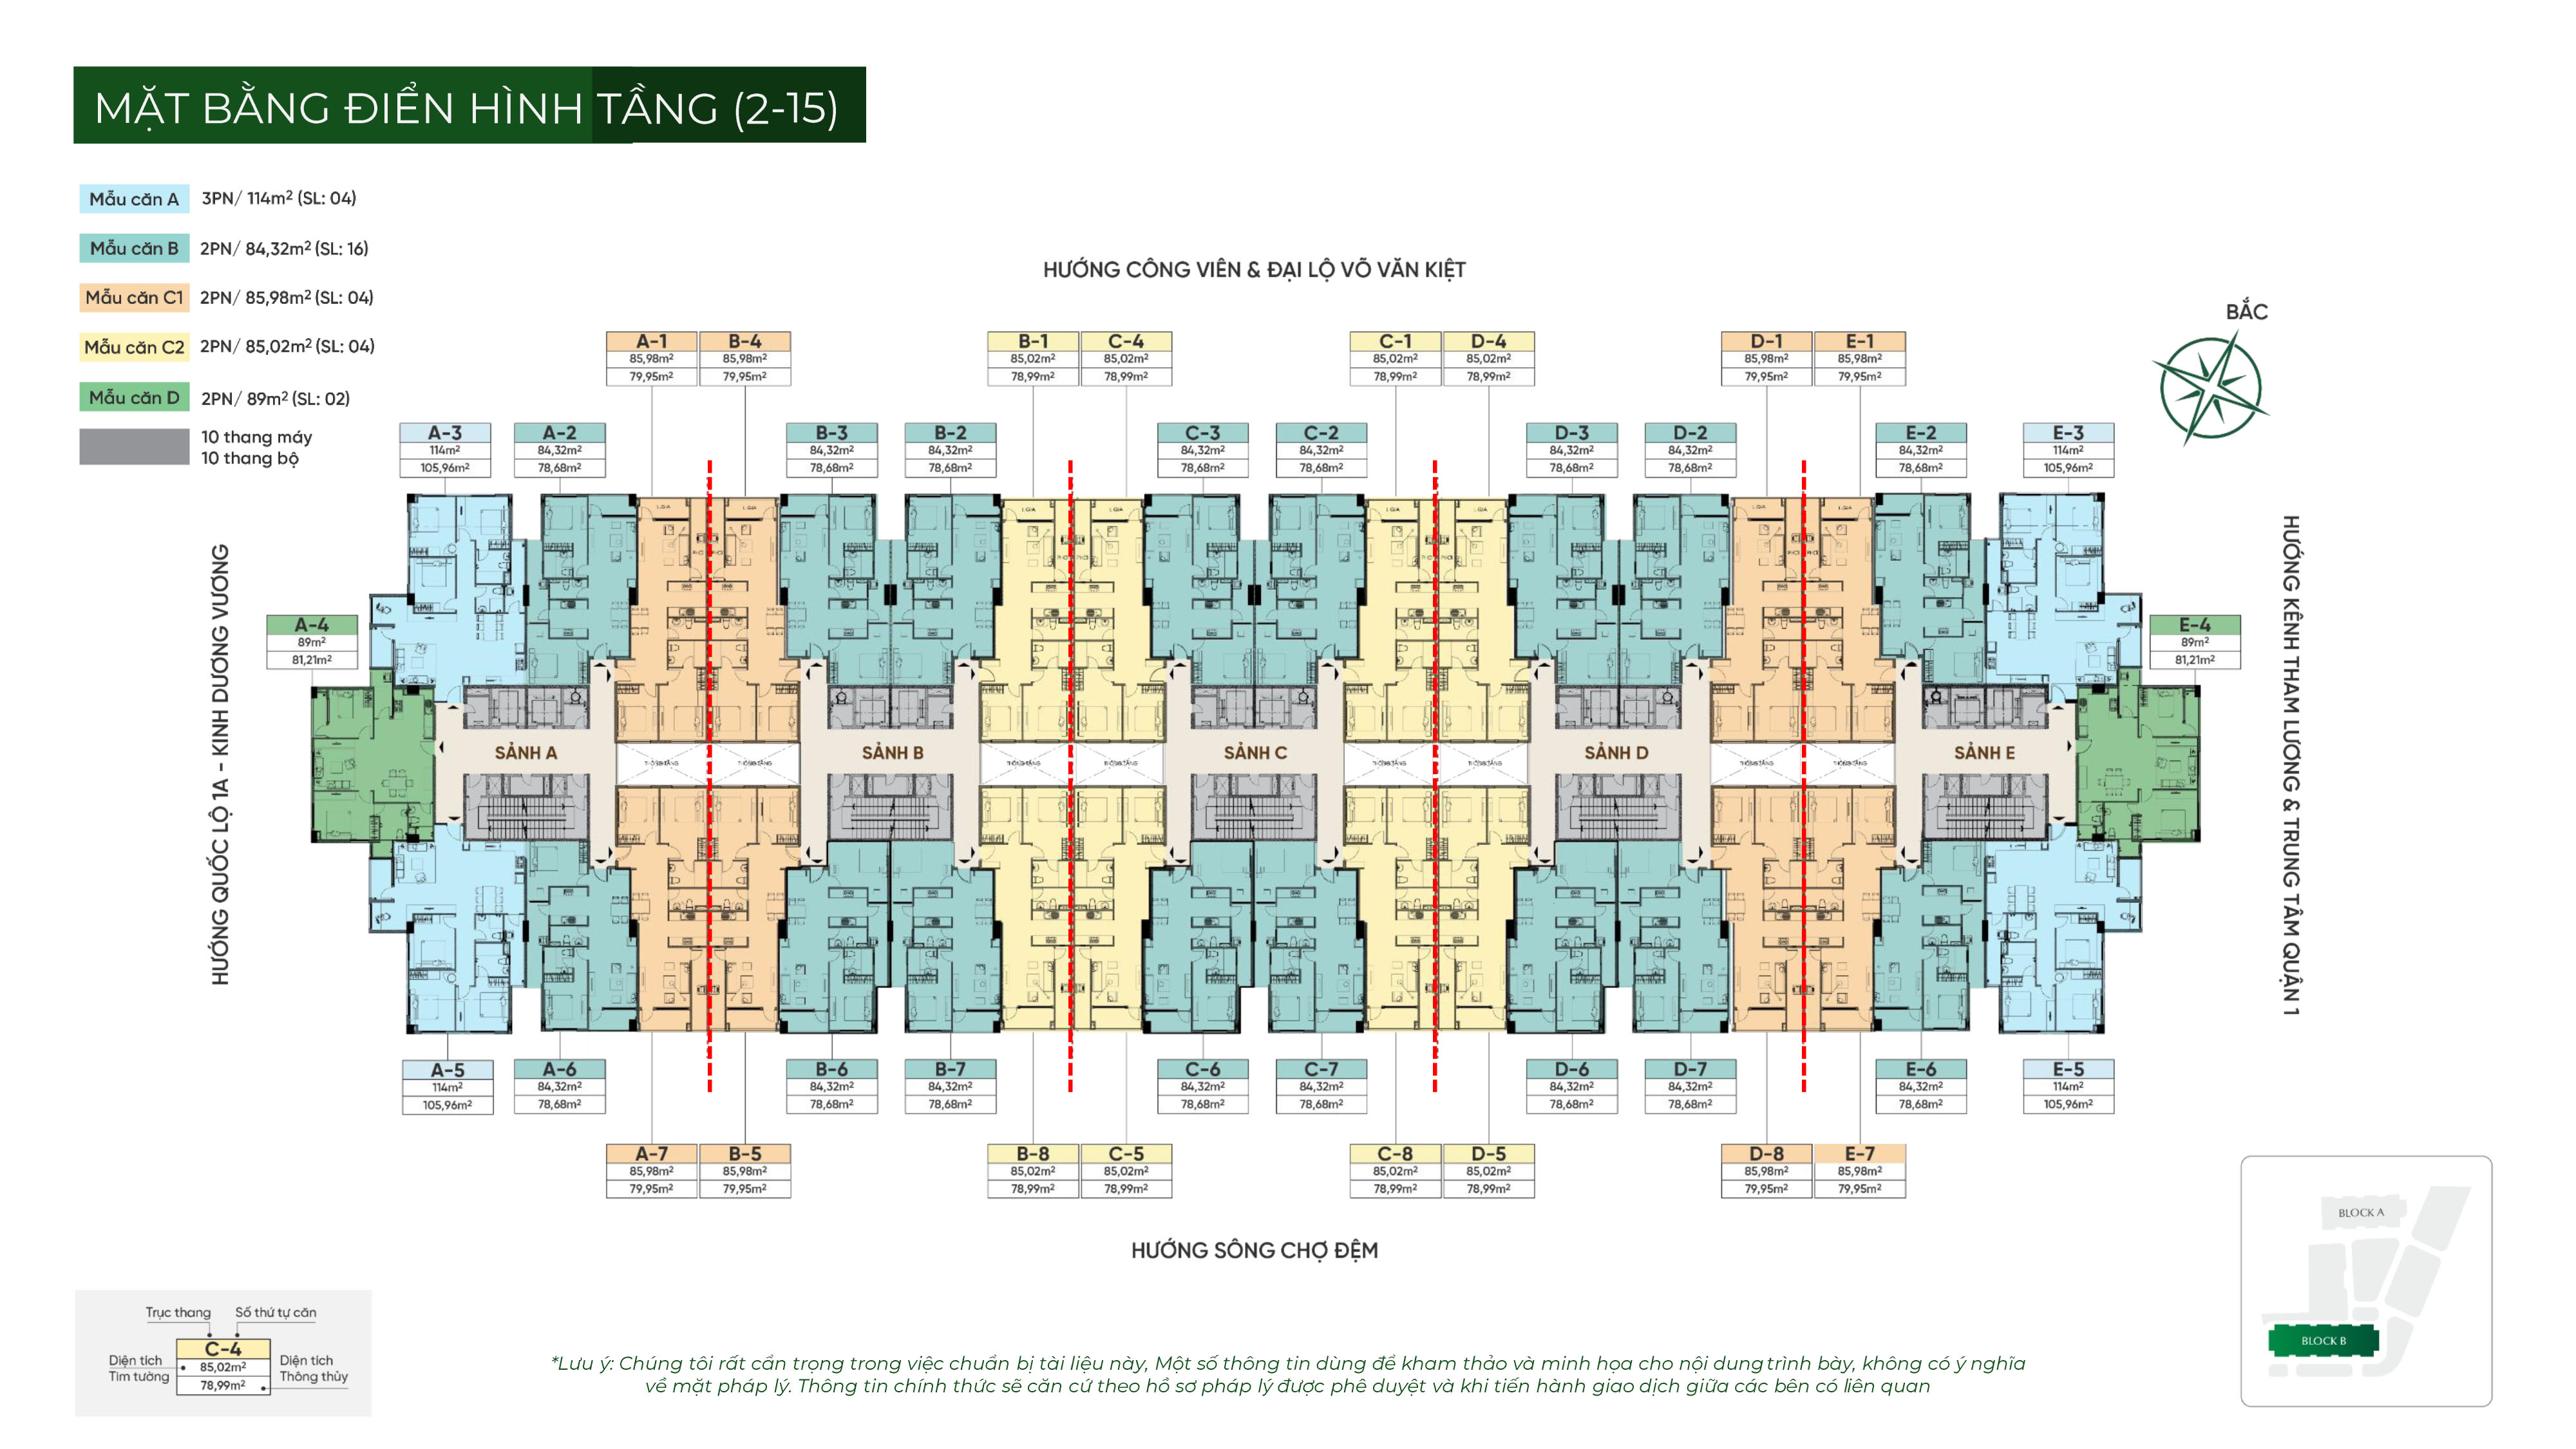 MẶT BẰNG ĐIỂN HÌNH TẦNG (2-15)
Mẫu căn A 3PN/ 114m² (SL: 04)
Mẫu căn B 2PN/ 84,32m² (SL: 16)
Mẫu căn C1 2PN/ 85,98m² (SL: 04)
Mẫu căn C2 2PN/ 85,02m² (SL: 04)
Mẫu căn D 2PN/ 89m² (SL: 02)
10 thang máy
10 thang bộ
HƯỚNG CÔNG VIÊN & ĐẠI LỘ VÕ VĂN KIỆT
BẮC
A-1
85,98m²
79,95m²
B-4
85,98m²
79,95m²
B-1
85,02m²
78,99m²
C-4
85,02m²
78,99m²
C-1
85,02m²
78,99m²
D-4
85,02m²
78,99m²
D-1
85,98m²
79,95m²
E-1
85,98m²
79,95m²
A-3
114m²
105,96m²
A-2
84,32m²
78,68m²
B-3
84,32m²
78,68m²
B-2
84,32m²
78,68m²
C-3
84,32m²
78,68m²
C-2
84,32m²
78,68m²
D-3
84,32m²
78,68m²
D-2
84,32m²
78,68m²
E-2
84,32m²
78,68m²
E-3
114m²
105,96m²
HƯỚNG QUỐC LỘ 1A - KINH DƯƠNG VƯƠNG
A-4
89m²
81,21m²
E-4
89m²
81,21m²
HƯỚNG KÊNH THAM LƯƠNG & TRUNG TÂM QUẬN 1
SẢNH A
SẢNH B
SẢNH C
SẢNH D
SẢNH E
A-5
114m²
105,96m²
A-6
84,32m²
78,68m²
B-6
84,32m²
78,68m²
B-7
84,32m²
78,68m²
C-6
84,32m²
78,68m²
C-7
84,32m²
78,68m²
D-6
84,32m²
78,68m²
D-7
84,32m²
78,68m²
E-6
84,32m²
78,68m²
E-5
114m²
105,96m²
A-7
85,98m²
79,95m²
B-5
85,98m²
79,95m²
B-8
85,02m²
78,99m²
C-5
85,02m²
78,99m²
C-8
85,02m²
78,99m²
D-5
85,02m²
78,99m²
D-8
85,98m²
79,95m²
E-7
85,98m²
79,95m²
HƯỚNG SÔNG CHỢ ĐỆM
Trục thang
Số thứ tự căn
C-4
85,02m²
78,99m²
Diện tích
Tim tường
Diện tích
Thông thủy
*Lưu ý: Chúng tôi rất cẩn trọng trong việc chuẩn bị tài liệu này, Một số thông tin dùng để kham thảo và minh họa cho nội dung trình bày, không có ý nghĩa
về mặt pháp lý. Thông tin chính thức sẽ căn cứ theo hồ sơ pháp lý được phê duyệt và khi tiến hành giao dịch giữa các bên có liên quan
BLOCK A
BLOCK B